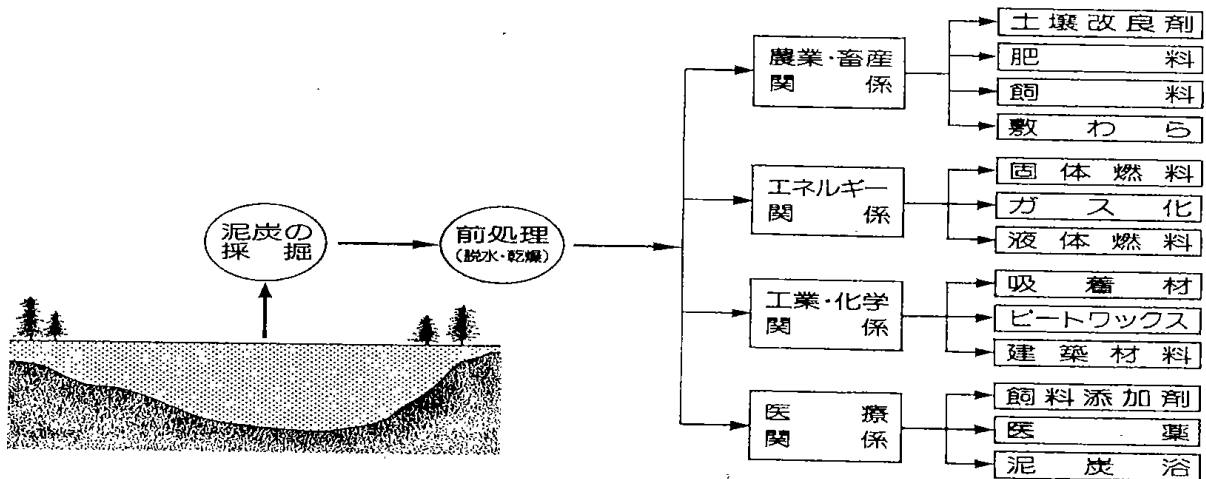 泥炭の
採掘
前処理
(脱水・乾燥)
農業・畜産
関係
土壌改良剤
肥料
飼料
敷わら
エネルギー
関係
固体燃料
ガス化
液体燃料
工業・化学
関係
吸着材
ピートワックス
建築材料
医療
関係
飼料添加剤
医薬
泥炭浴